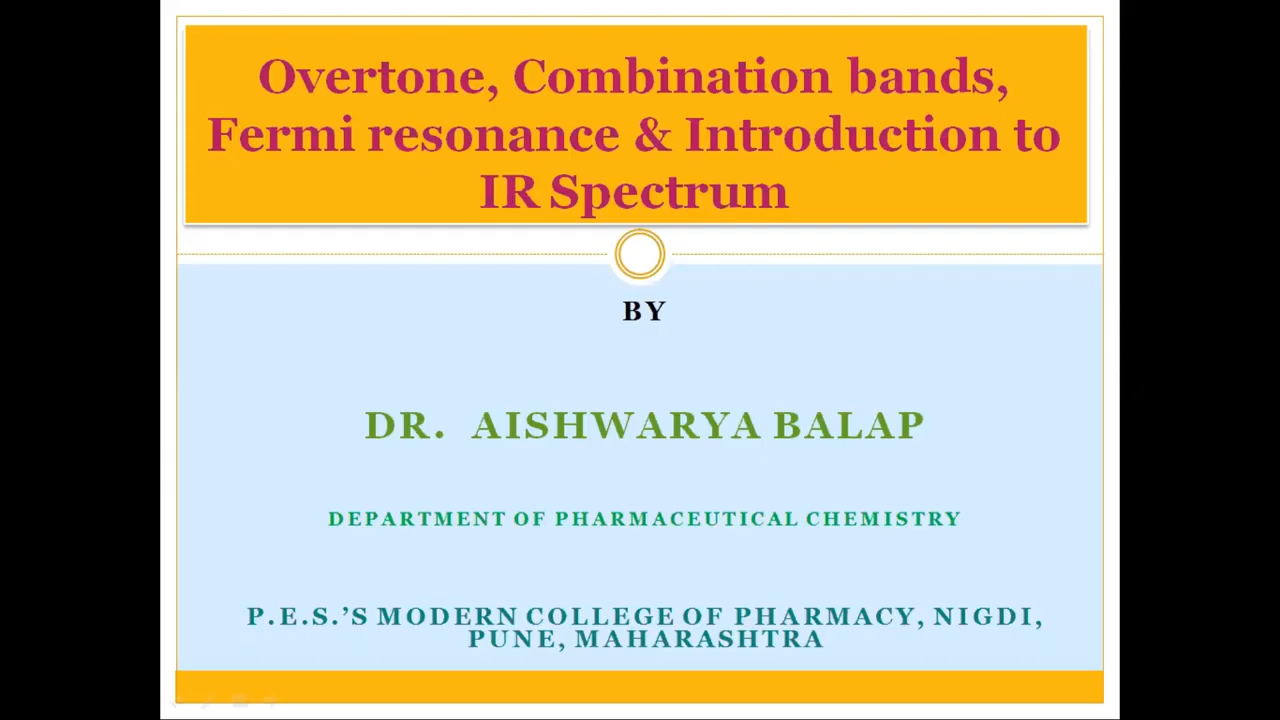 Overtone, Combination bands,
Fermi resonance & Introduction to
IR Spectrum
BY
DR. AISHWARYA BALAP
DEPARTMENT OF PHARMACEUTICAL CHEMISTRY
P.E.S.’S MODERN COLLEGE OF PHARMACY, NIGDI,
PUNE, MAHARASHTRA